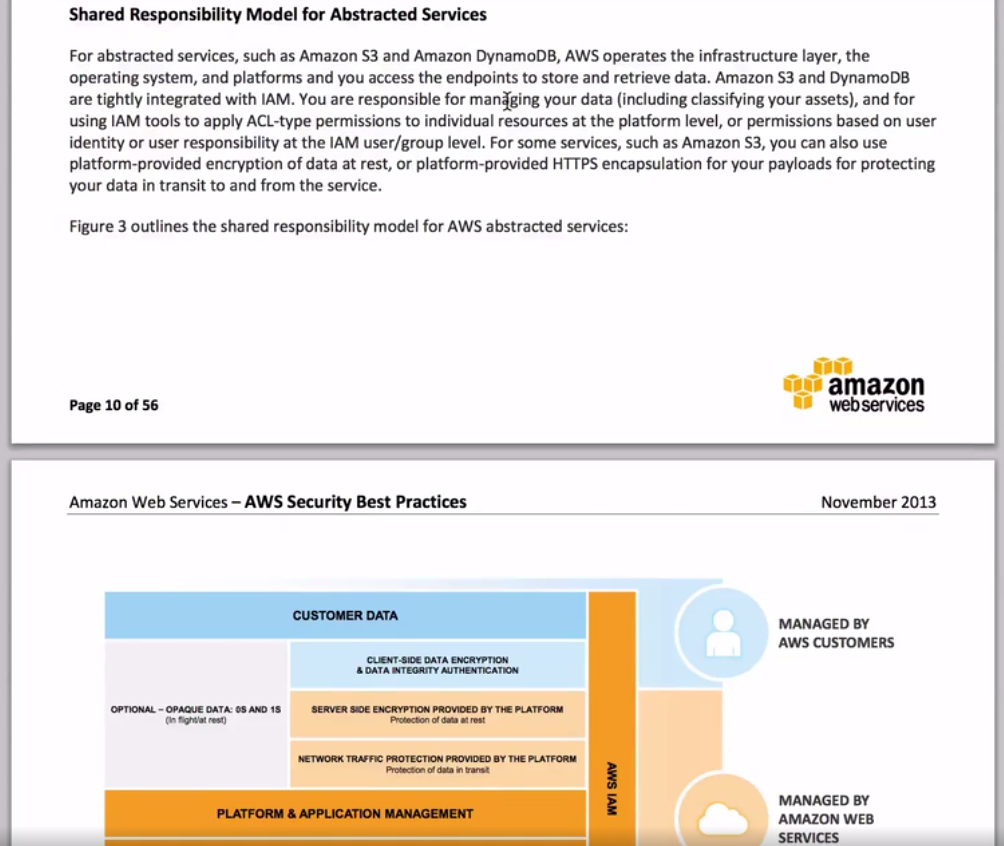 Shared Responsibility Model for Abstracted Services
For abstracted services, such as Amazon S3 and Amazon DynamoDB, AWS operates the infrastructure layer, the
operating system, and platforms and you access the endpoints to store and retrieve data. Amazon S3 and DynamoDB
are tightly integrated with IAM. You are responsible for managing your data (including classifying your assets), and for
using IAM tools to apply ACL-type permissions to individual resources at the platform level, or permissions based on user
identity or user responsibility at the IAM user/group level. For some services, such as Amazon S3, you can also use
platform-provided encryption of data at rest, or platform-provided HTTPS encapsulation for your payloads for protecting
your data in transit to and from the service.
Figure 3 outlines the shared responsibility model for AWS abstracted services:
amazon
webservices
Page 10 of 56
Amazon Web Services – AWS Security Best Practices
November 2013
CUSTOMER DATA
CLIENT-SIDE DATA ENCRYPTION
& DATA INTEGRITY AUTHENTICATION
OPTIONAL – OPAQUE DATA: 0S AND 1S
(In flight/at rest)
SERVER SIDE ENCRYPTION PROVIDED BY THE PLATFORM
Protection of data at rest
NETWORK TRAFFIC PROTECTION PROVIDED BY THE PLATFORM
Protection of data in transit
PLATFORM & APPLICATION MANAGEMENT
AWS IAM
MANAGED BY
AWS CUSTOMERS
MANAGED BY
AMAZON WEB
SERVICES